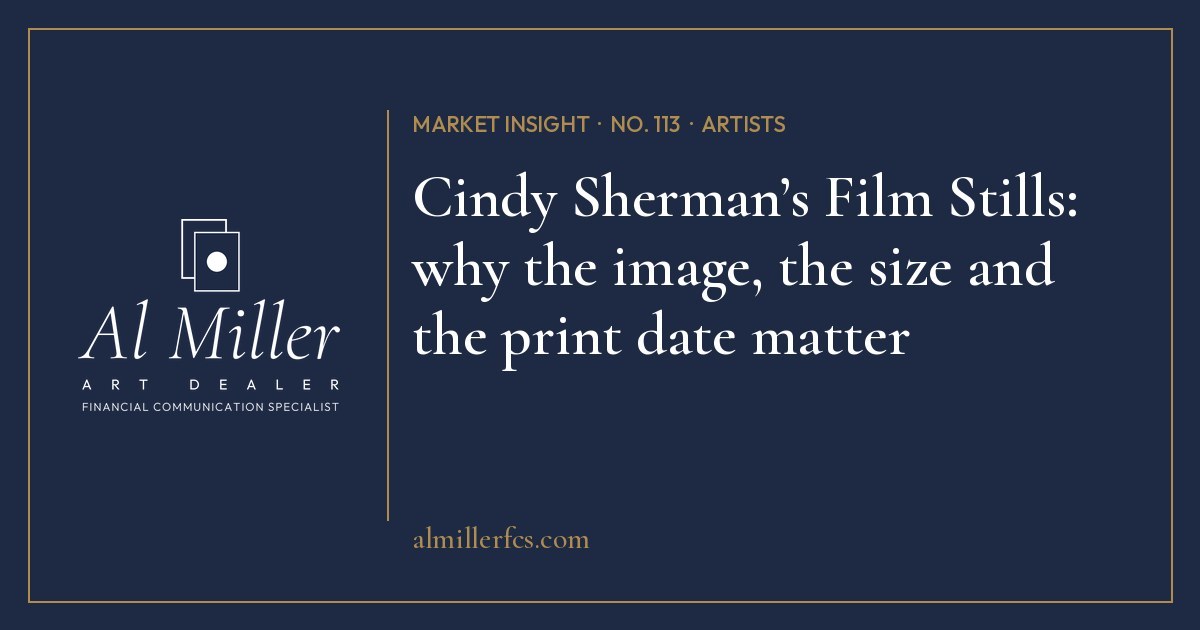 Al Miller
ART DEALER
FINANCIAL COMMUNICATION SPECIALIST
MARKET INSIGHT · NO. 113 · ARTISTS
Cindy Sherman’s Film Stills:
why the image, the size and
the print date matter
almillerfcs.com